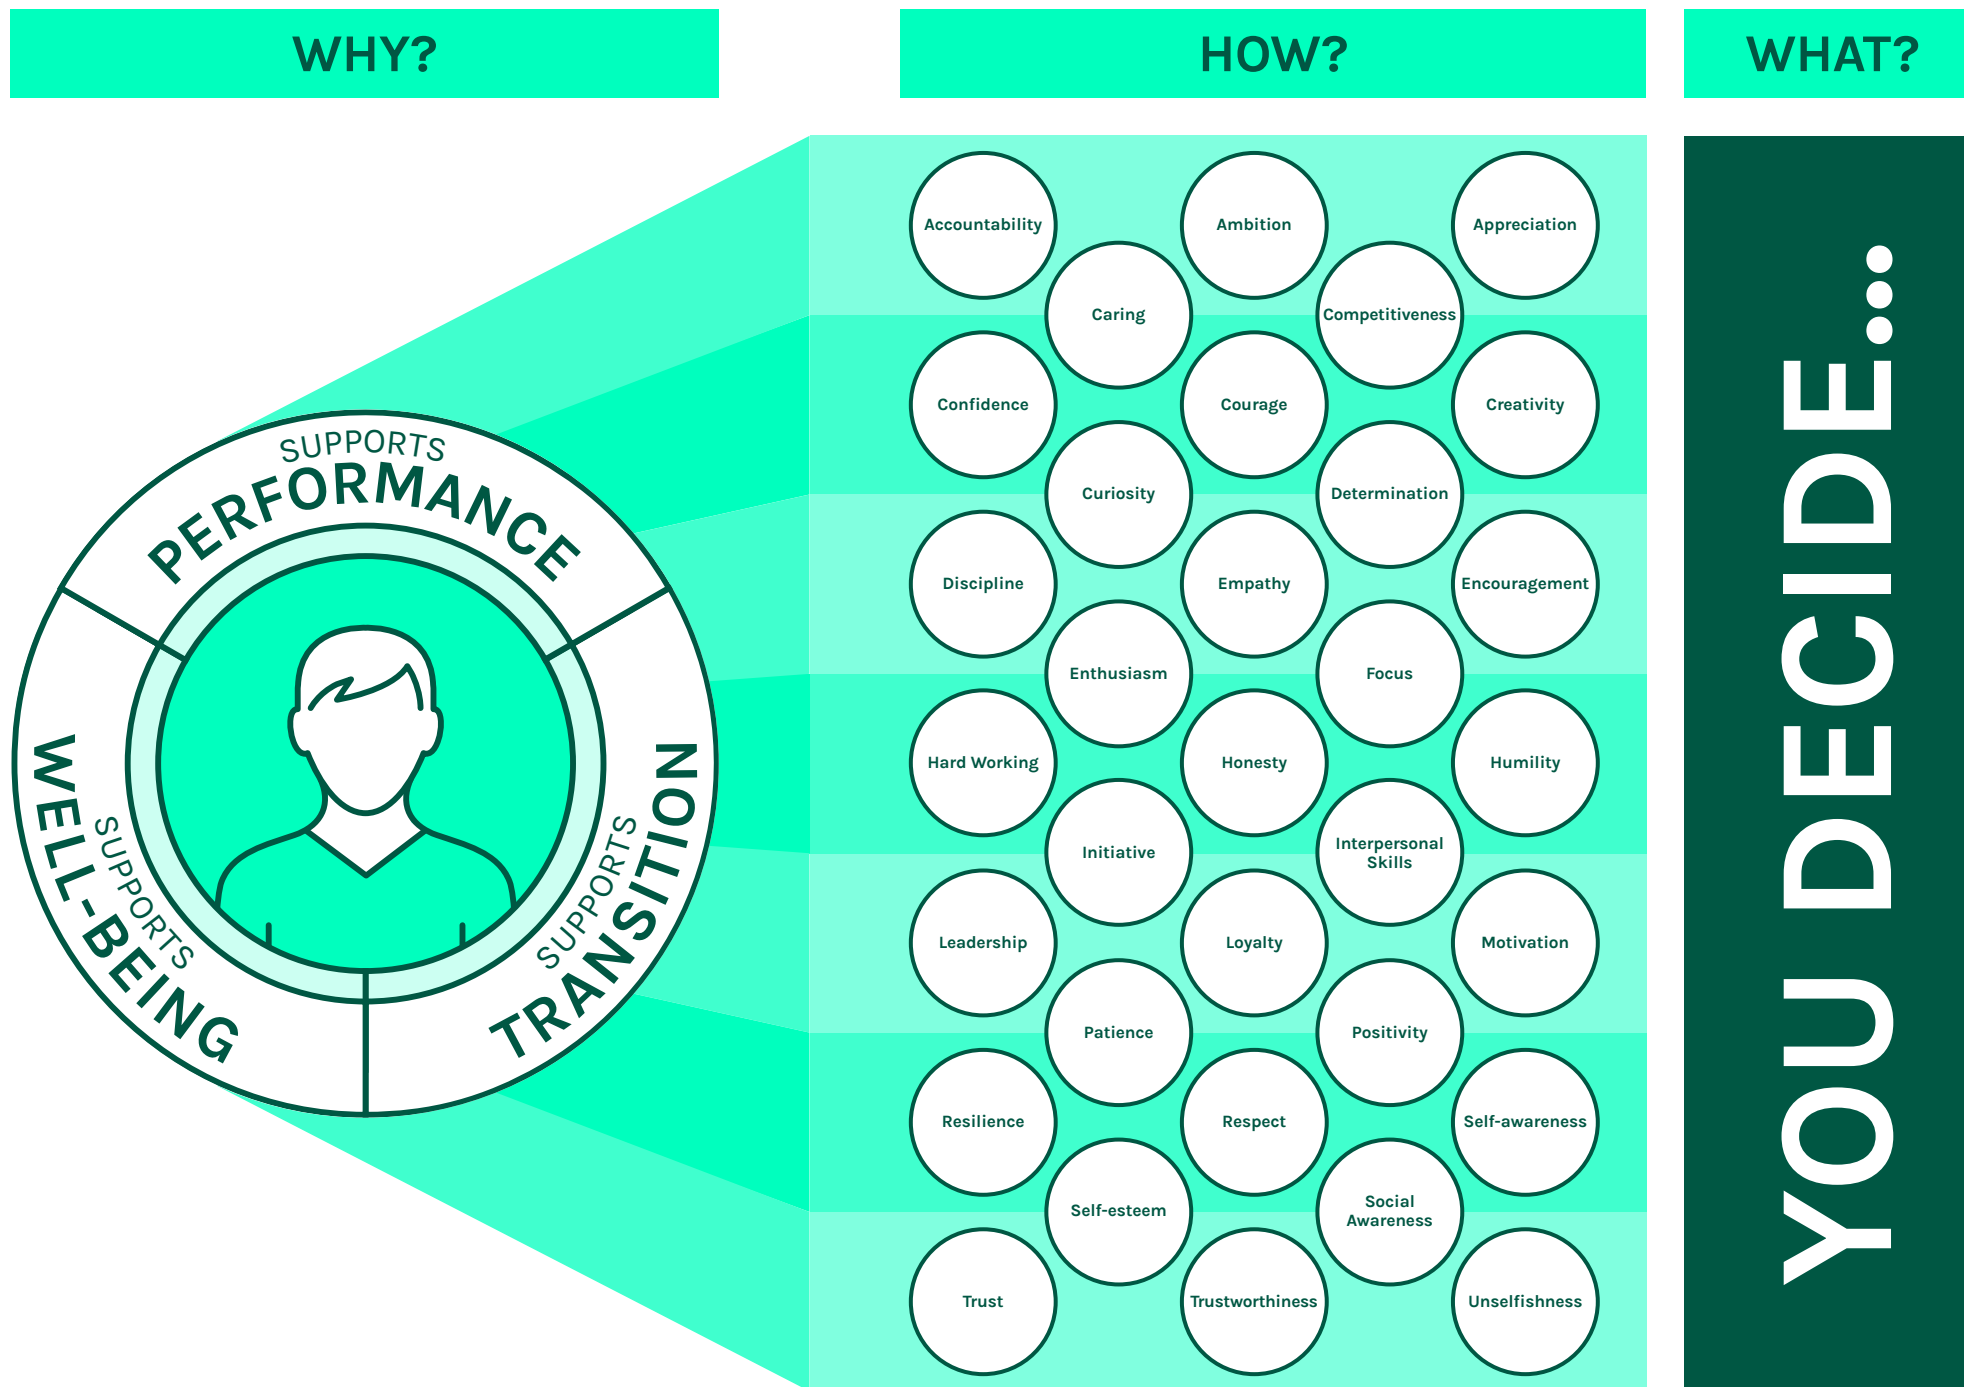 WHY?
HOW?
WHAT?
SUPPORTS
PERFORMANCE
WELL-BEING
SUPPORTS
SUPPORTS
TRANSITION
Accountability
Ambition
Appreciation
Caring
Competitiveness
Confidence
Courage
Creativity
Curiosity
Determination
Discipline
Empathy
Encouragement
Enthusiasm
Focus
Hard Working
Honesty
Humility
Initiative
Interpersonal
Skills
Leadership
Loyalty
Motivation
Patience
Positivity
Resilience
Respect
Self-awareness
Self-esteem
Social
Awareness
Trust
Trustworthiness
Unselfishness
YOU DECIDE...